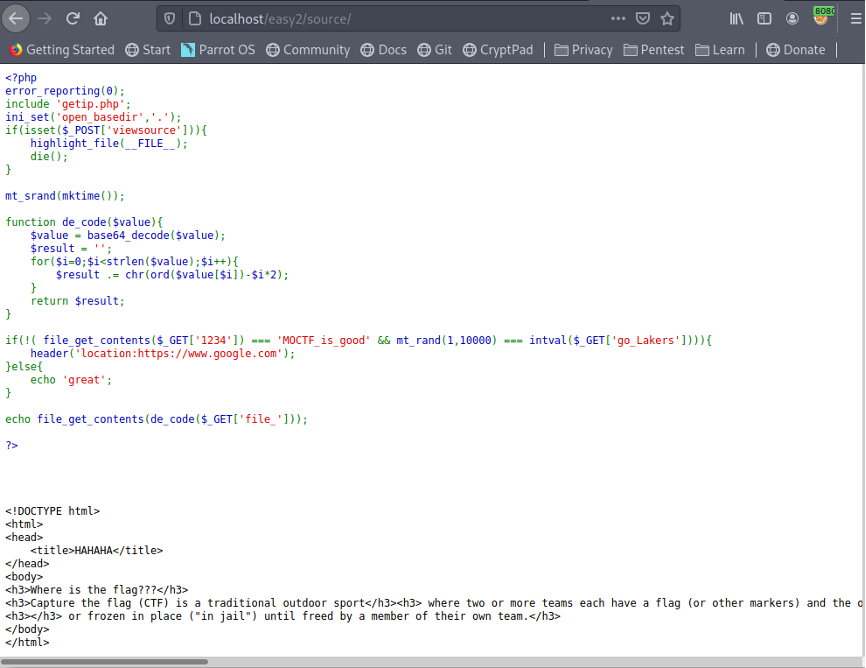 localhost/easy2/source/
8080
Getting Started Start Parrot OS Community Docs Git CryptPad Privacy Pentest Learn Donate
<?php
error_reporting(0);
include 'getip.php';
ini_set('open_basedir','.');
if(isset($_POST['viewsource'])){
    highlight_file(__FILE__);
    die();
}
mt_srand(mktime());
function de_code($value){
    $value = base64_decode($value);
    $result = '';
    for($i=0;$i<strlen($value);$i++){
        $result .= chr(ord($value[$i])-$i*2);
    }
    return $result;
}
if(!( file_get_contents($_GET['1234']) === 'MOCTF_is_good' && mt_rand(1,10000) === intval($_GET['go_Lakers']))){
    header('location:https://www.google.com');
}else{
    echo 'great';
}
echo file_get_contents(de_code($_GET['file_']));
?>
<!DOCTYPE html>
<html>
<head>
    <title>HAHAHA</title>
</head>
<body>
<h3>Where is the flag???</h3>
<h3>Capture the flag (CTF) is a traditional outdoor sport</h3><h3> where two or more teams each have a flag (or other markers) and the o
<h3></h3> or frozen in place ("in jail") until freed by a member of their own team.</h3>
</body>
</html>